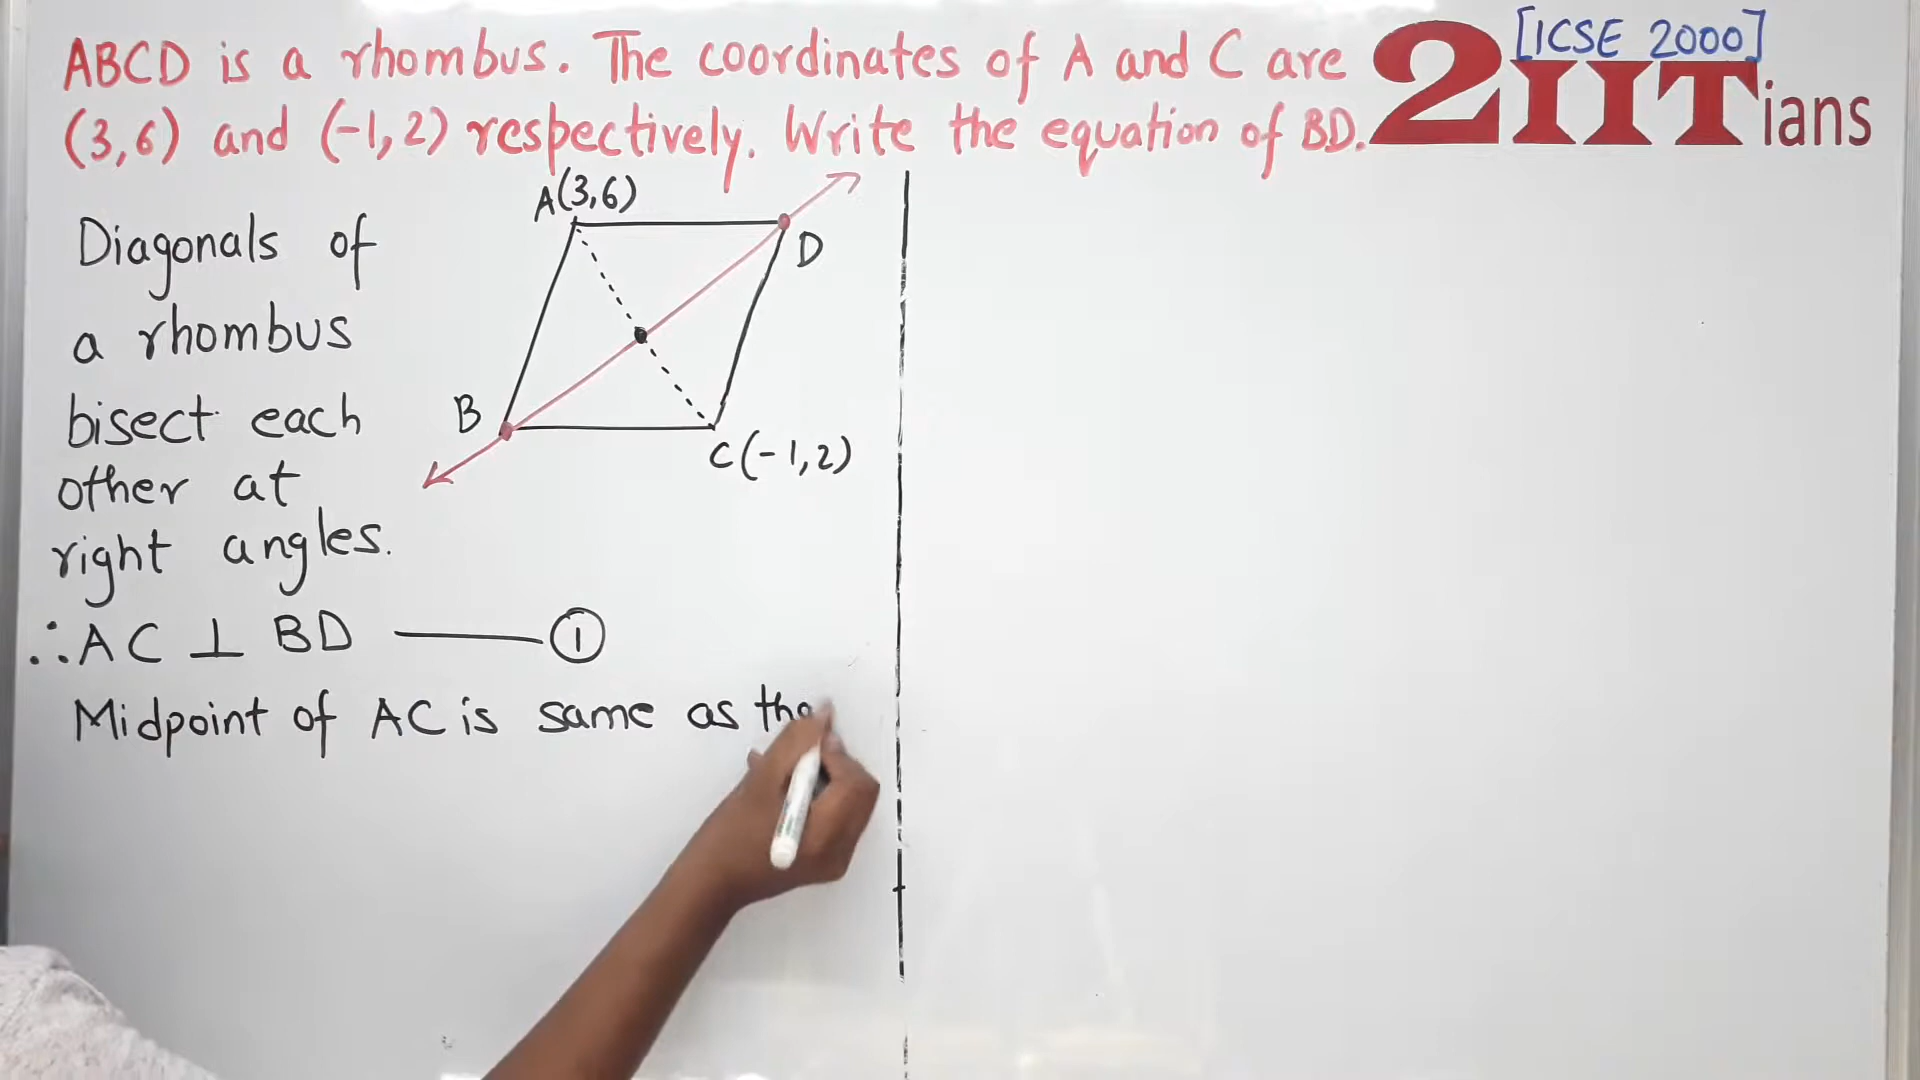 [ICSE 2000]
ABCD is a rhombus. The coordinates of A and C are
(3,6) and (-1,2) respectively. Write the equation of BD.
2IITians
Diagonals of
a rhombus
bisect each
other at
right angles.
A(3,6)
D
B
C(-1,2)
∴ AC ⊥ BD —— ①
Midpoint of AC is same as the